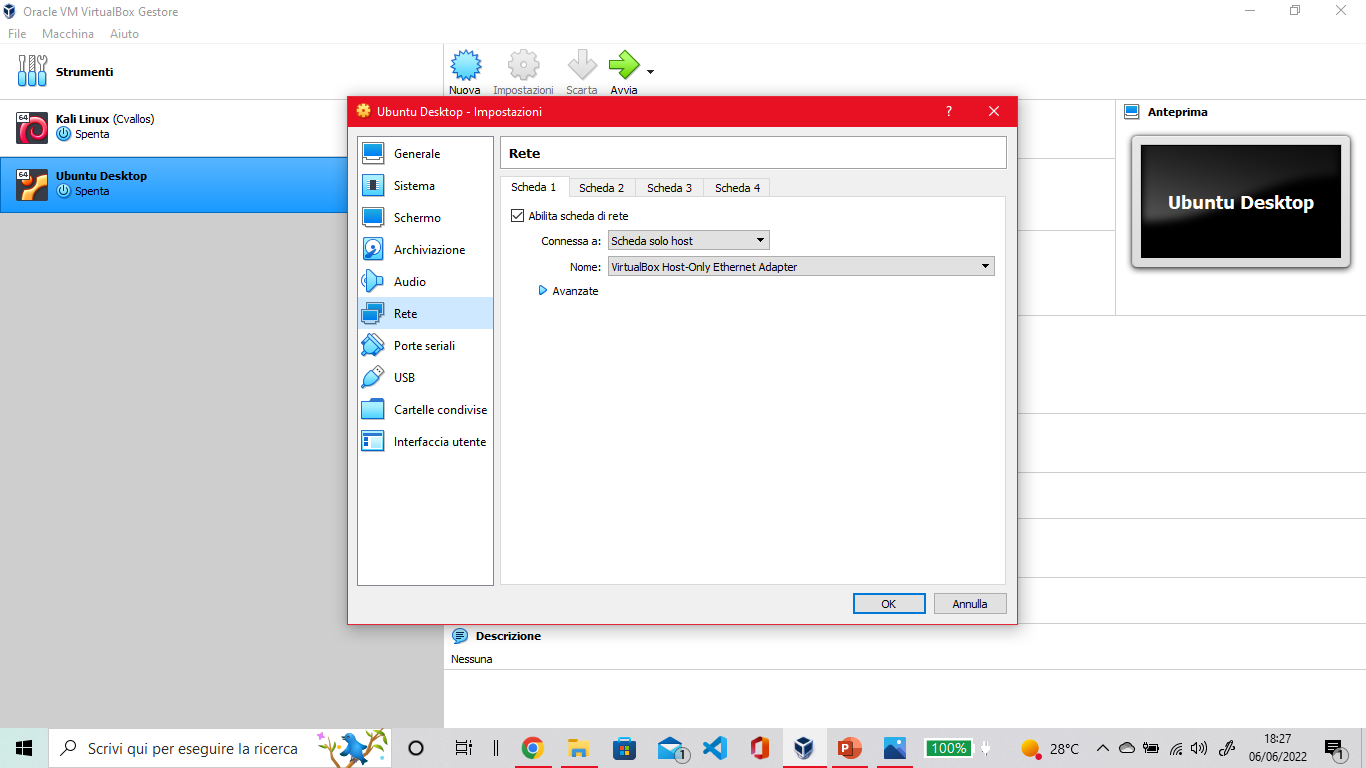 Oracle VM VirtualBox Gestore
File Macchina Aiuto
Strumenti
Nuova Impostazioni Scarta Avvia
64
Kali Linux (Cvallos)
Spenta
64
Ubuntu Desktop
Spenta
Anteprima
Ubuntu Desktop
Ubuntu Desktop - Impostazioni
?
Generale
Sistema
Schermo
Archiviazione
Audio
Rete
Porte seriali
USB
Cartelle condivise
Interfaccia utente
Rete
Scheda 1 Scheda 2 Scheda 3 Scheda 4
Abilita scheda di rete
Connessa a: Scheda solo host
Nome: VirtualBox Host-Only Ethernet Adapter
Avanzate
OK Annulla
Descrizione
Nessuna
Scrivi qui per eseguire la ricerca
1
100%
28°C
18:27
06/06/2022
1